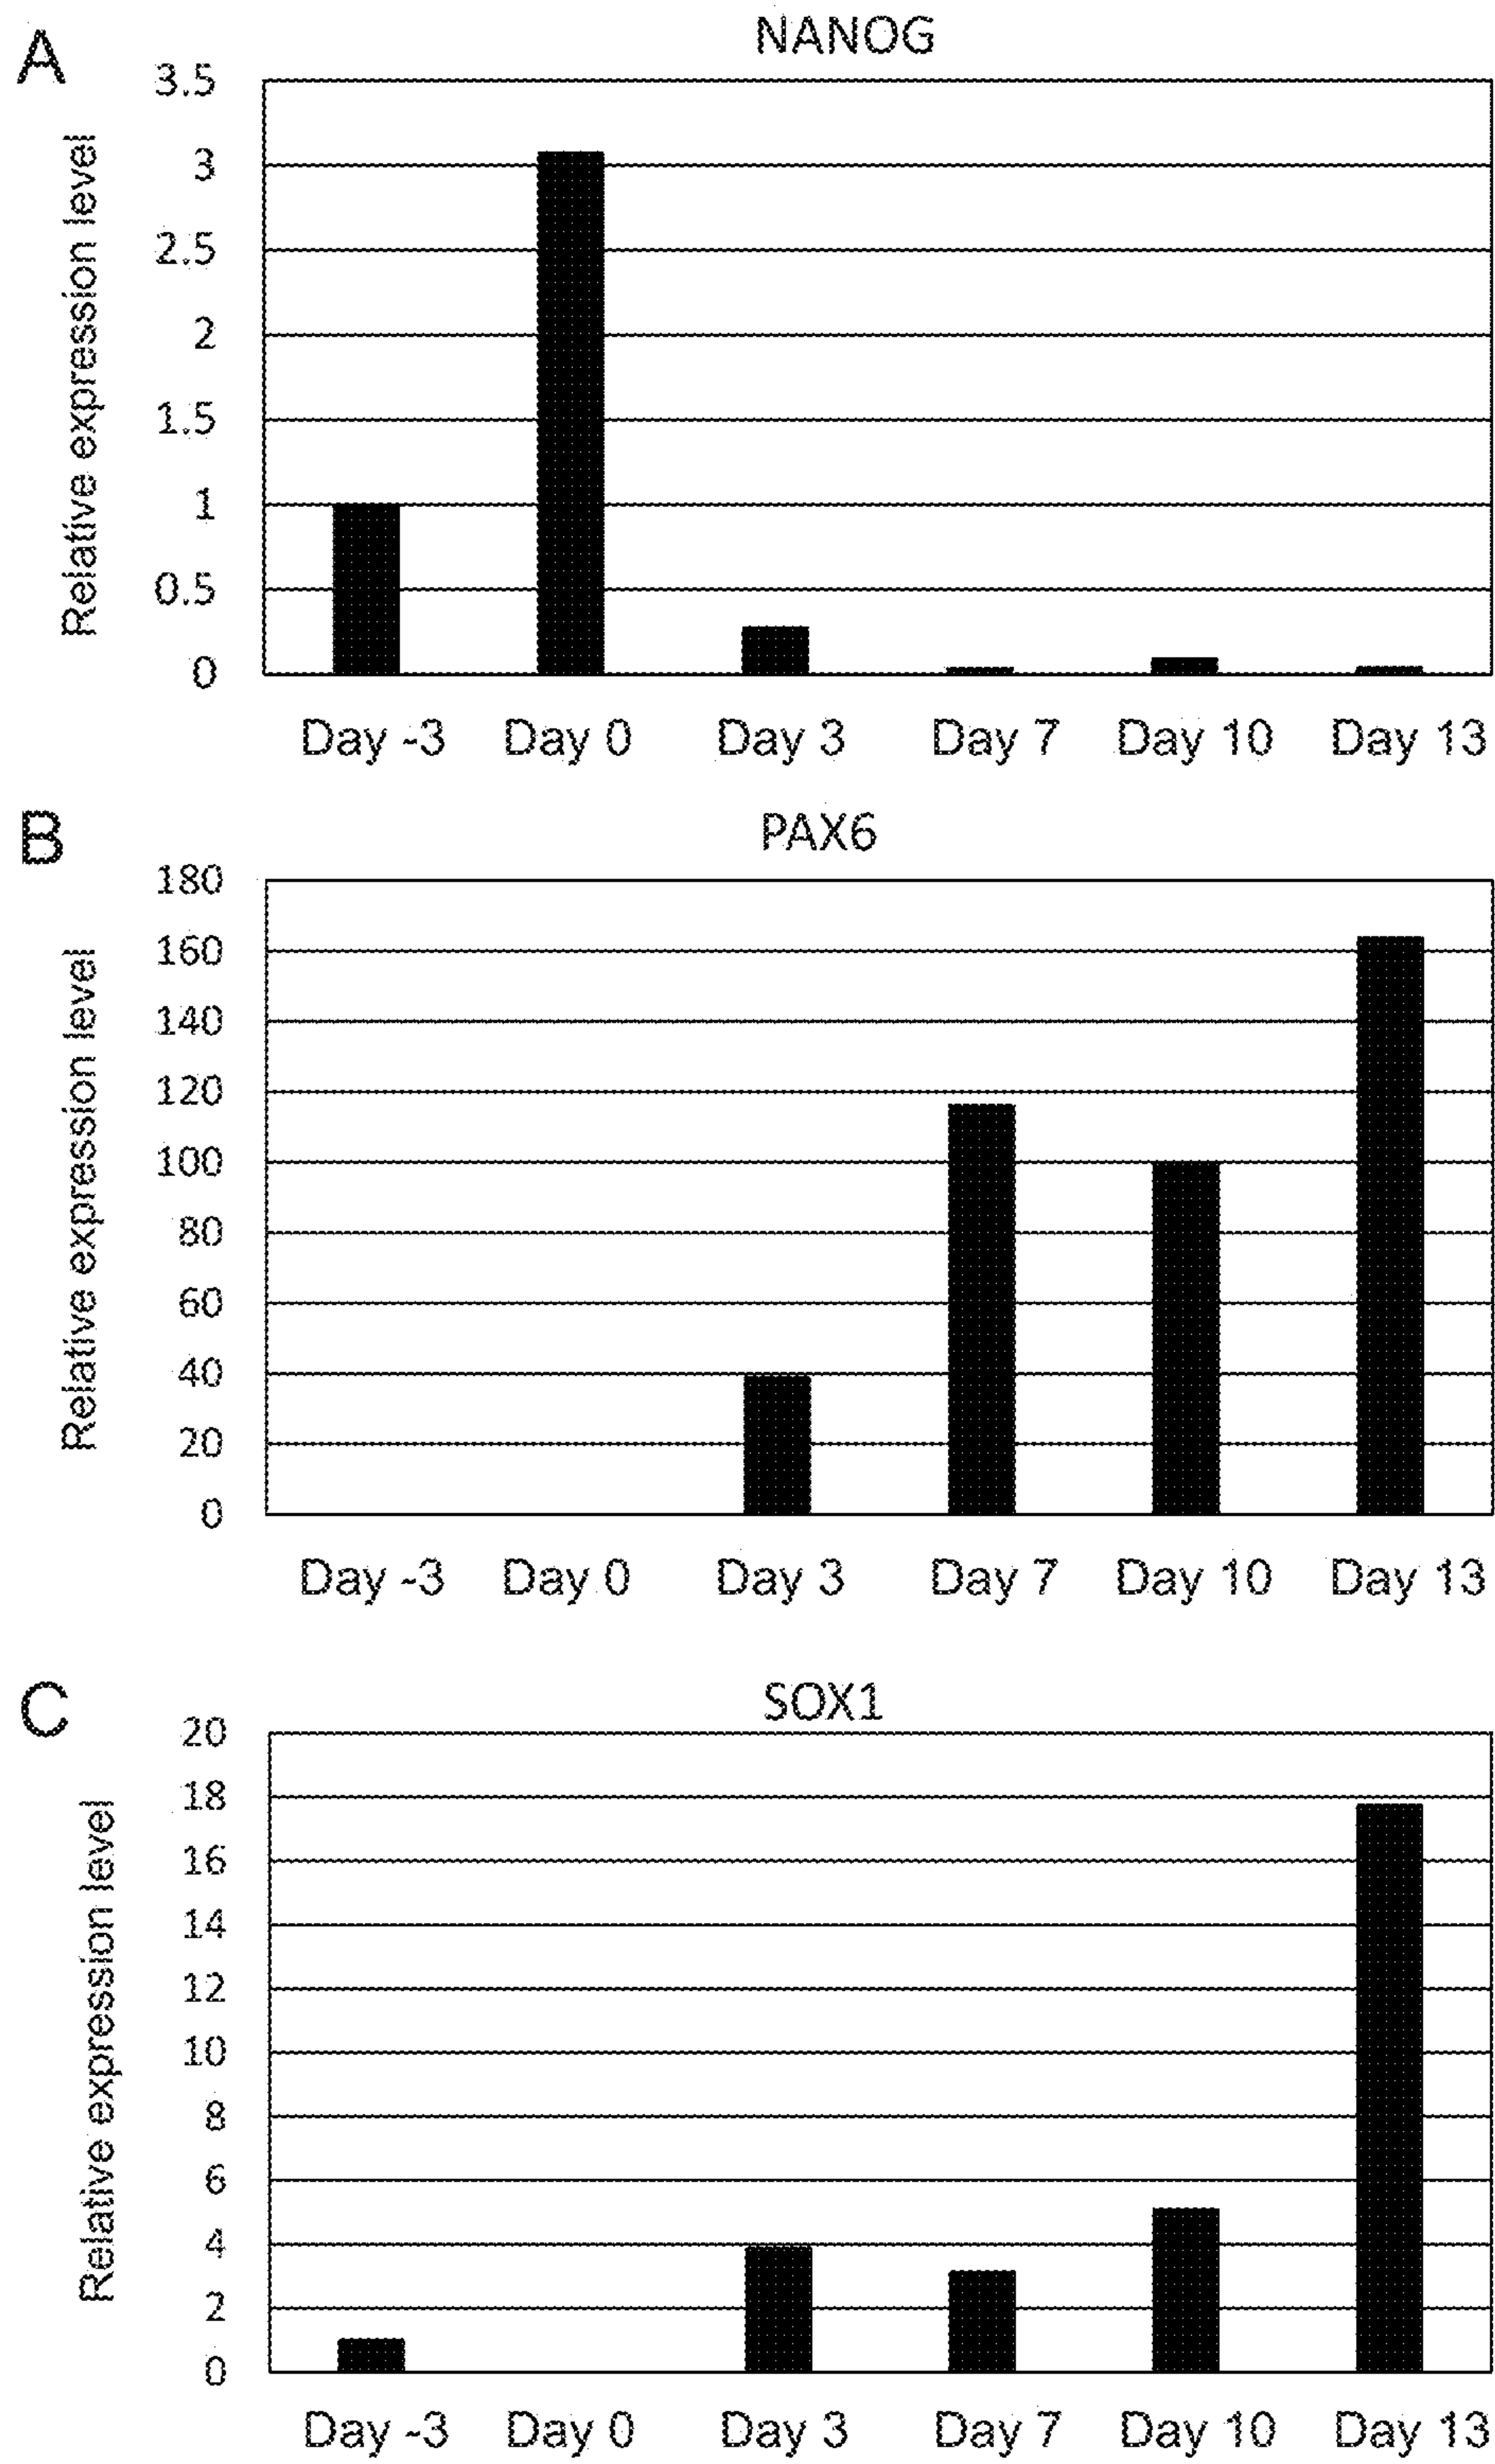 A
NANOG
Relative expression level
3.5
3
2.5
2
1.5
1
0.5
0
Day -3 Day 0 Day 3 Day 7 Day 10 Day 13
B
PAX6
Relative expression level
180
160
140
120
100
80
60
40
20
0
Day -3 Day 0 Day 3 Day 7 Day 10 Day 13
C
SOX1
Relative expression level
20
18
16
14
12
10
8
6
4
2
0
Day -3 Day 0 Day 3 Day 7 Day 10 Day 13